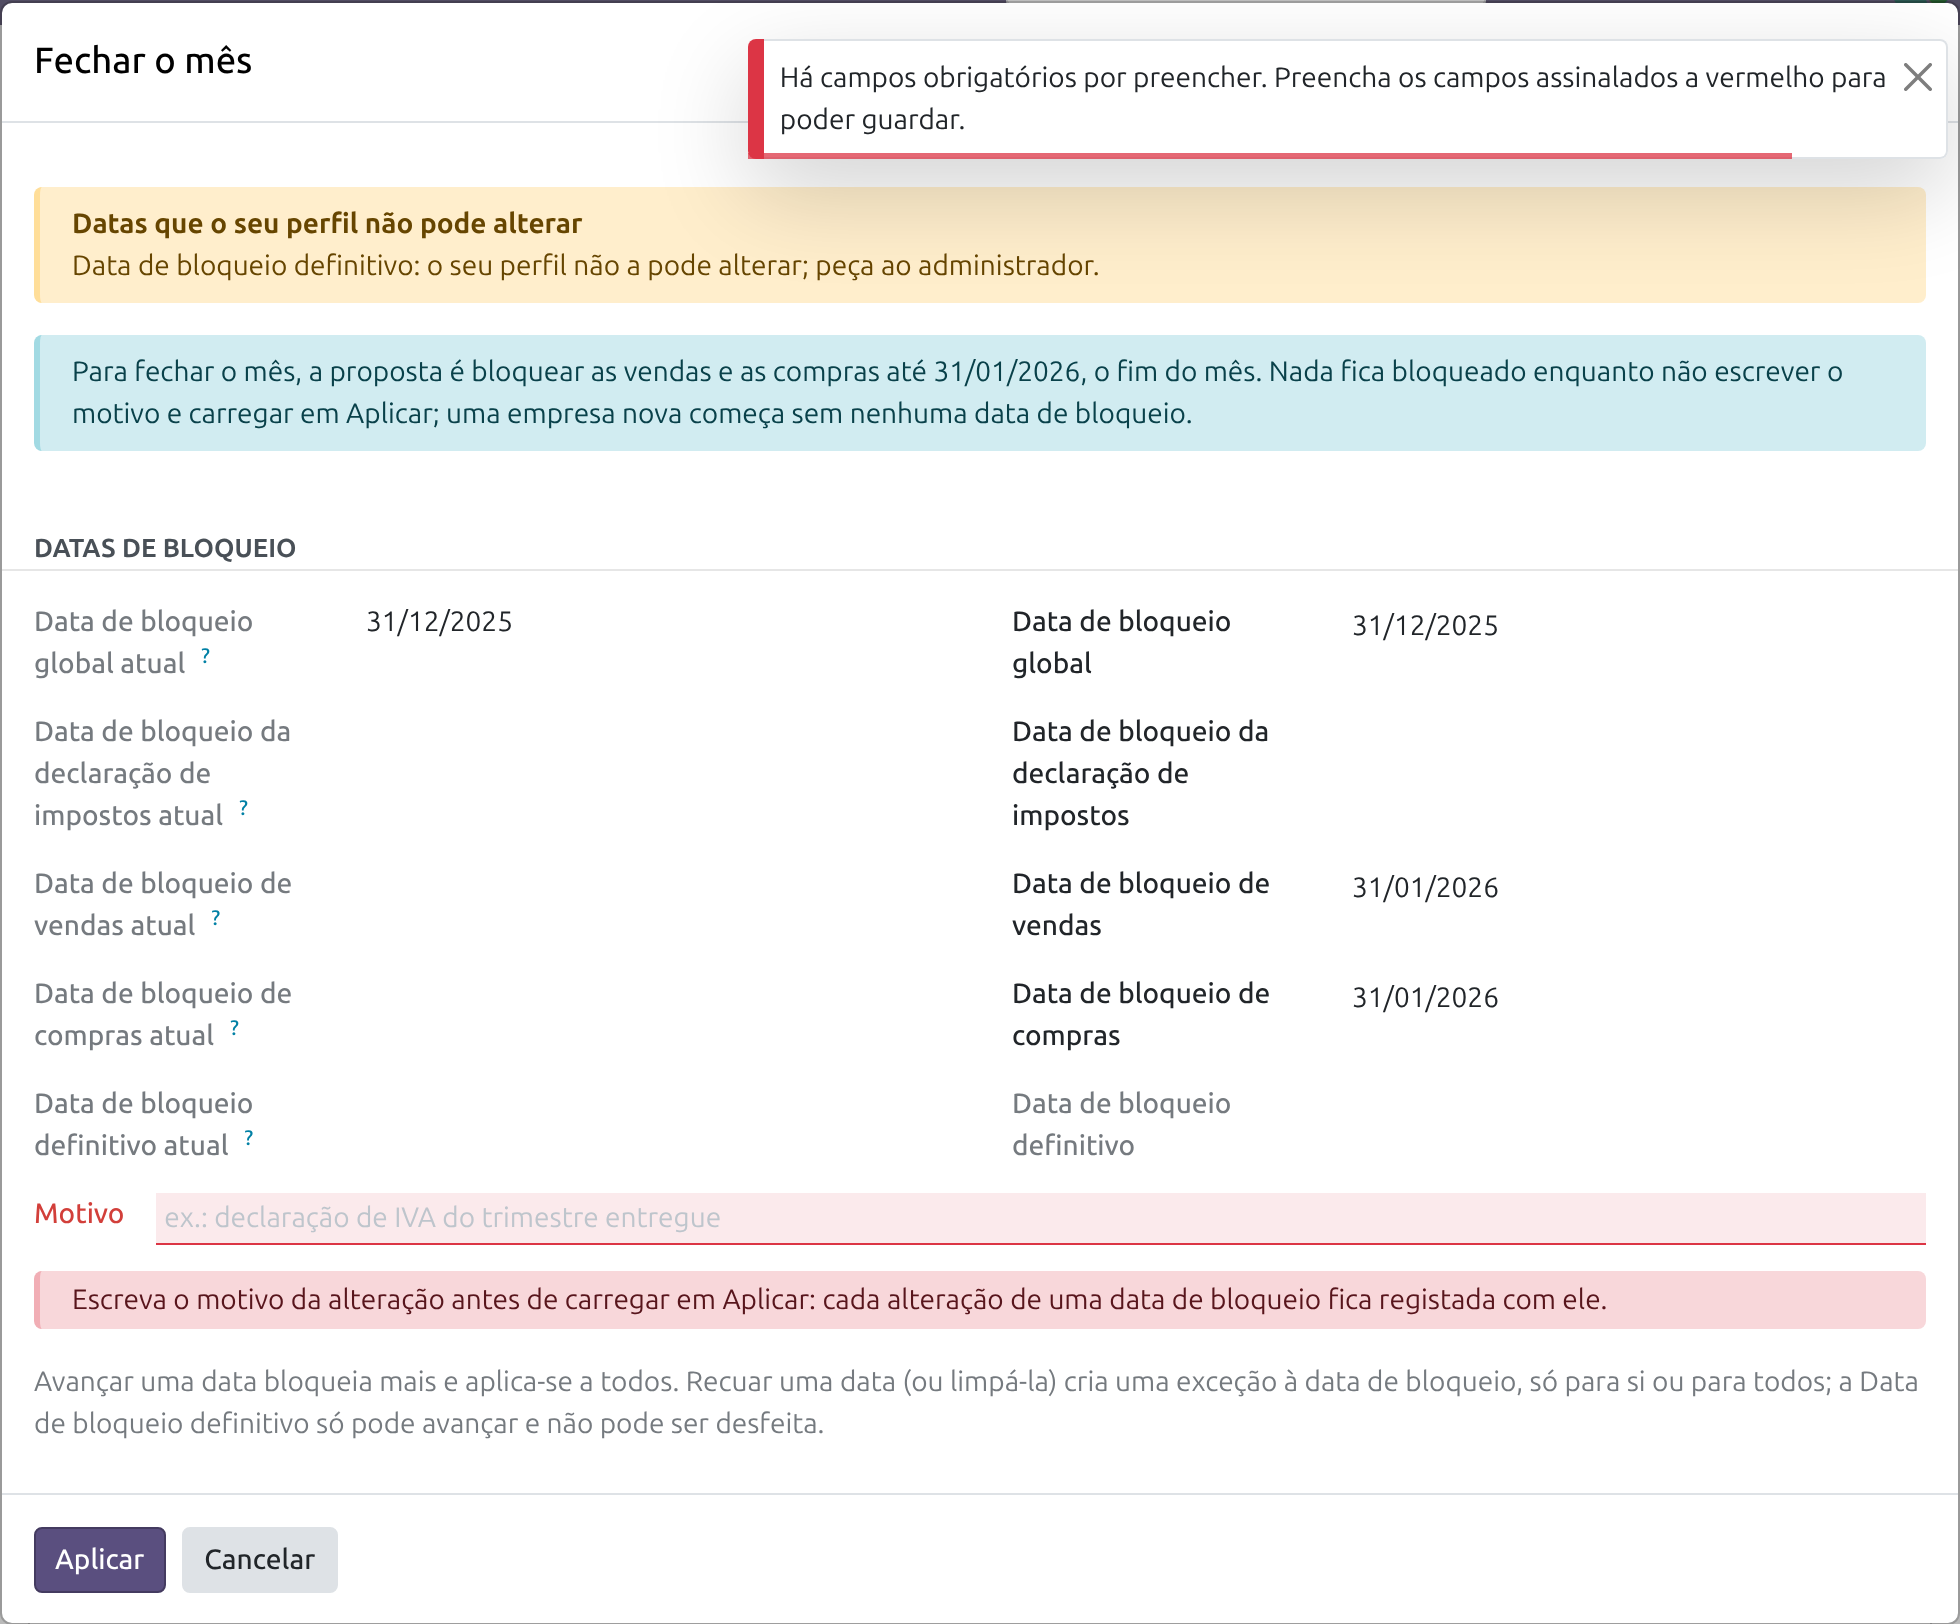 Fechar o mês
Há campos obrigatórios por preencher. Preencha os campos assinalados a vermelho para
poder guardar.
Datas que o seu perfil não pode alterar
Data de bloqueio definitivo: o seu perfil não a pode alterar; peça ao administrador.
Para fechar o mês, a proposta é bloquear as vendas e as compras até 31/01/2026, o fim do mês. Nada fica bloqueado enquanto não escrever o
motivo e carregar em Aplicar; uma empresa nova começa sem nenhuma data de bloqueio.
DATAS DE BLOQUEIO
Data de bloqueio
global atual ?
31/12/2025
Data de bloqueio
global
31/12/2025
Data de bloqueio da
declaração de
impostos atual ?
Data de bloqueio da
declaração de
impostos
Data de bloqueio de
vendas atual ?
Data de bloqueio de
vendas
31/01/2026
Data de bloqueio de
compras atual ?
Data de bloqueio de
compras
31/01/2026
Data de bloqueio
definitivo atual ?
Data de bloqueio
definitivo
Motivo
ex.: declaração de IVA do trimestre entregue
Escreva o motivo da alteração antes de carregar em Aplicar: cada alteração de uma data de bloqueio fica registada com ele.
Avançar uma data bloqueia mais e aplica-se a todos. Recuar uma data (ou limpá-la) cria uma exceção à data de bloqueio, só para si ou para todos; a Data
de bloqueio definitivo só pode avançar e não pode ser desfeita.
Aplicar
Cancelar